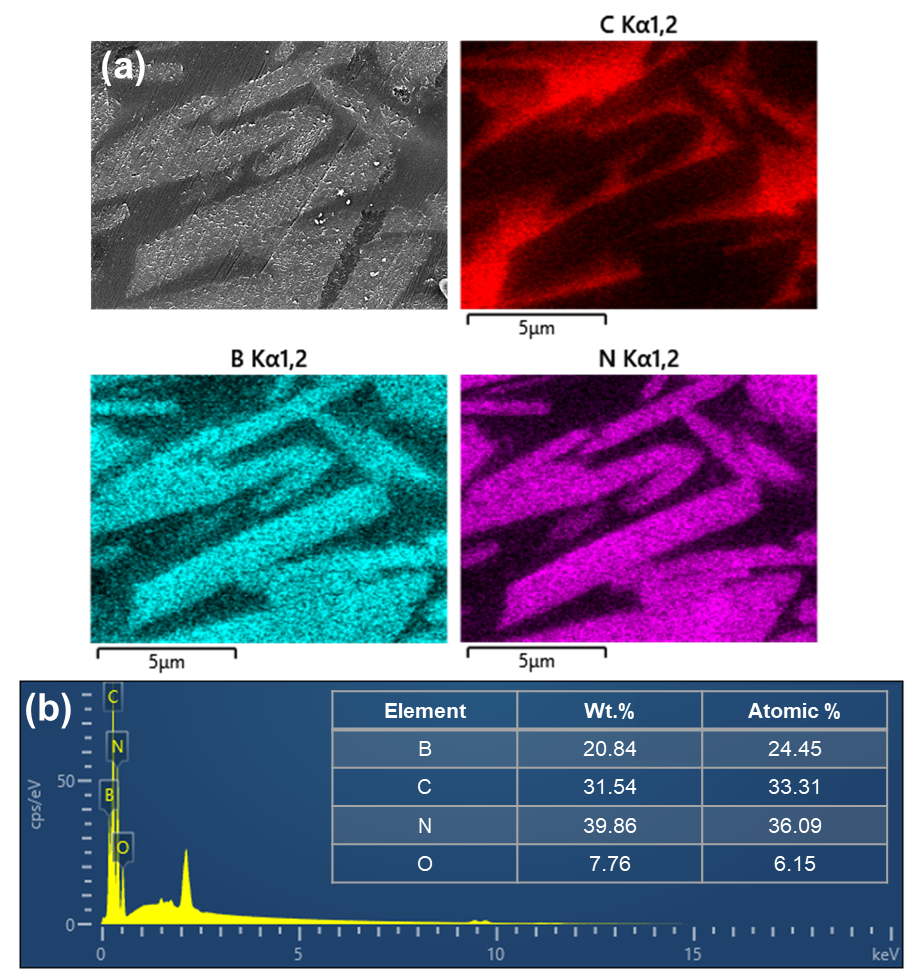 C Kα1,2
(a)
5μm
B Kα1,2
N Kα1,2
5μm
5μm
(b)
C
N
50
B
O
cps/eV
0
0
5
10
15
keV
Element Wt.% Atomic %
B 20.84 24.45
C 31.54 33.31
N 39.86 36.09
O 7.76 6.15